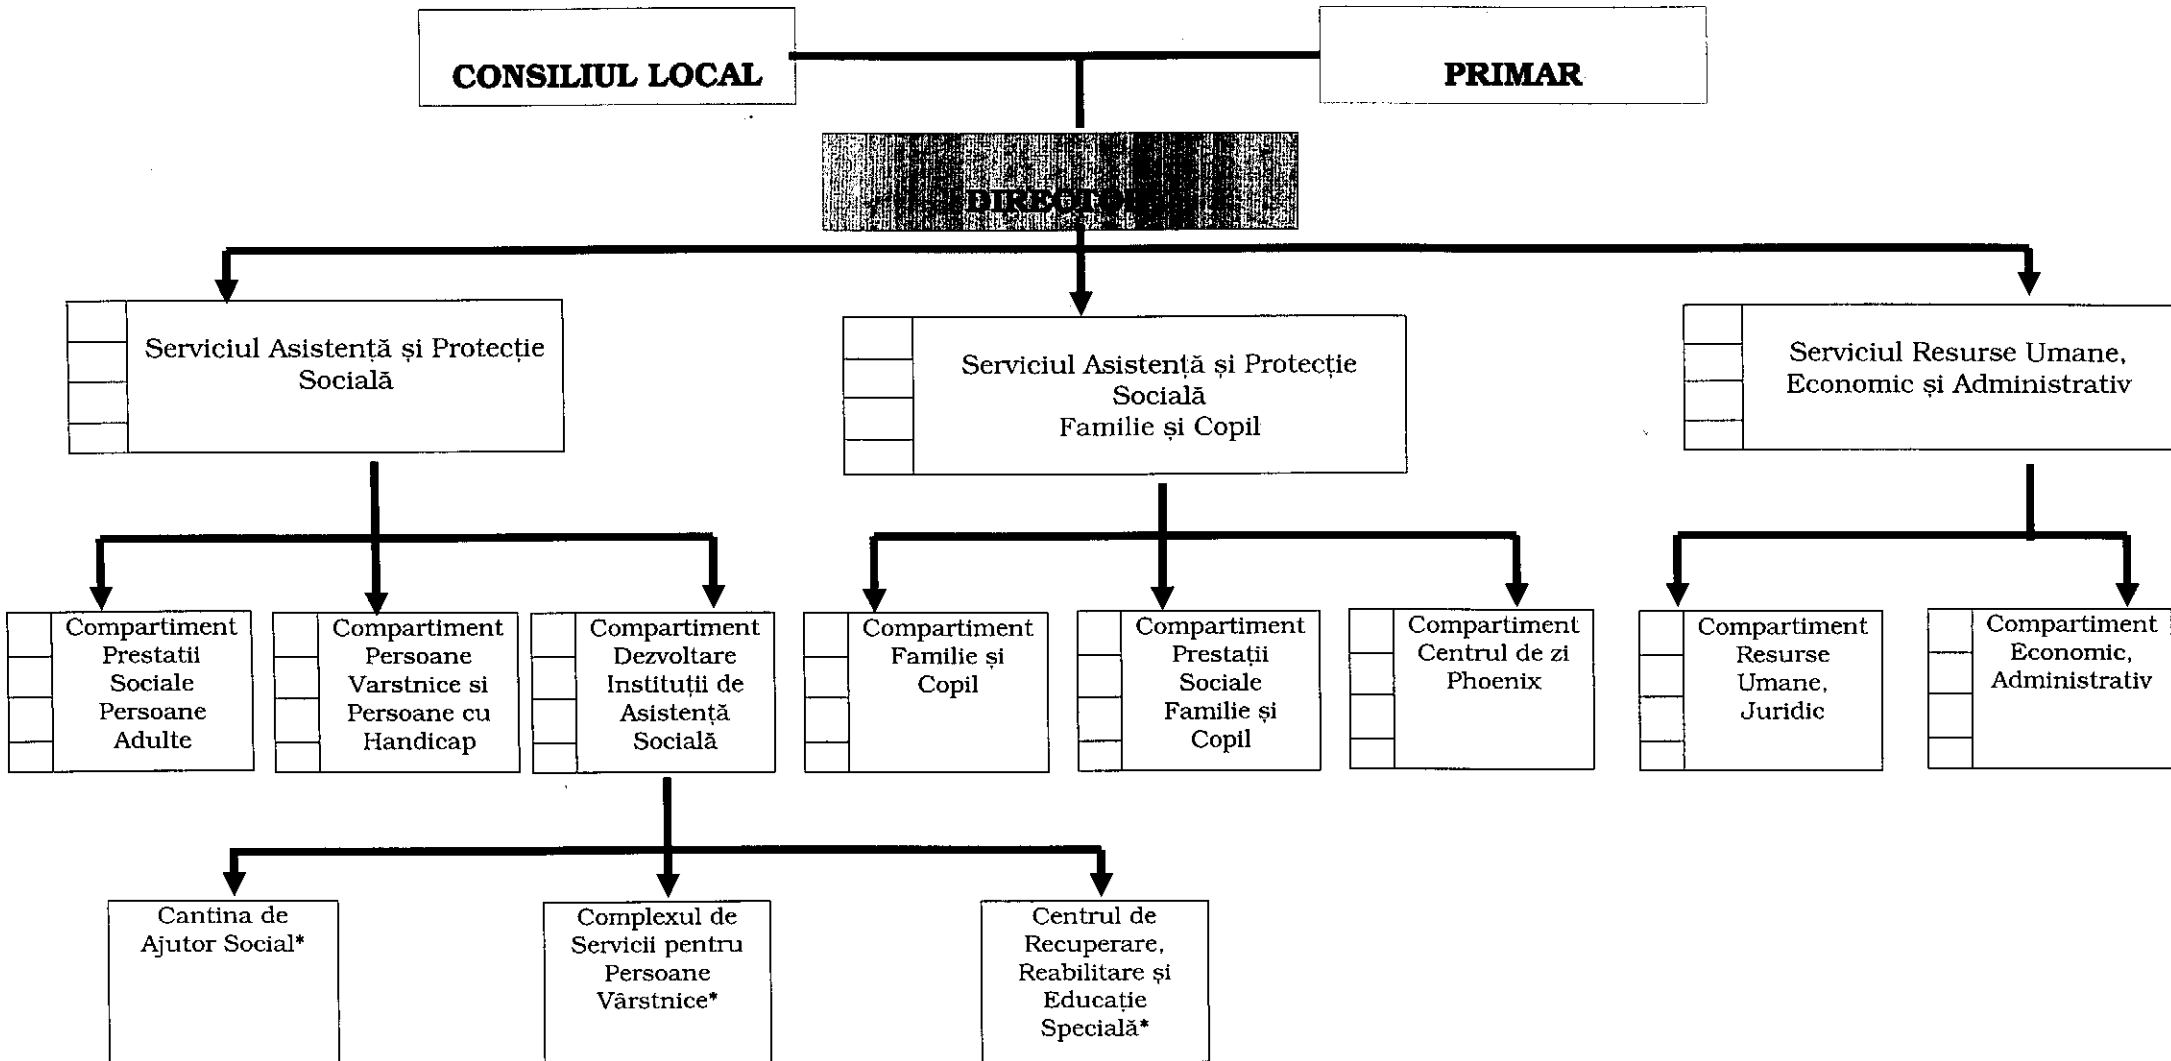 CONSILIUL LOCAL
PRIMAR
DIRECTOR
Serviciul Asistență și Protecție
Socială
Serviciul Asistență și Protecție
Socială
Familie și Copil
Serviciul Resurse Umane,
Economic și Administrativ
Compartiment
Prestatii
Sociale
Persoane
Adulte
Compartiment
Persoane
Varstnice si
Persoane cu
Handicap
Compartiment
Dezvoltare
Instituții de
Asistență
Socială
Compartiment
Familie și
Copil
Compartiment
Prestații
Sociale
Familie și
Copil
Compartiment
Centrul de zi
Phoenix
Compartiment
Resurse
Umane,
Juridic
Compartiment
Economic,
Administrativ
Cantina de
Ajutor Social*
Complexul de
Servicii pentru
Persoane
Vârstnice*
Centrul de
Recuperare,
Reabilitare și
Educație
Specială*